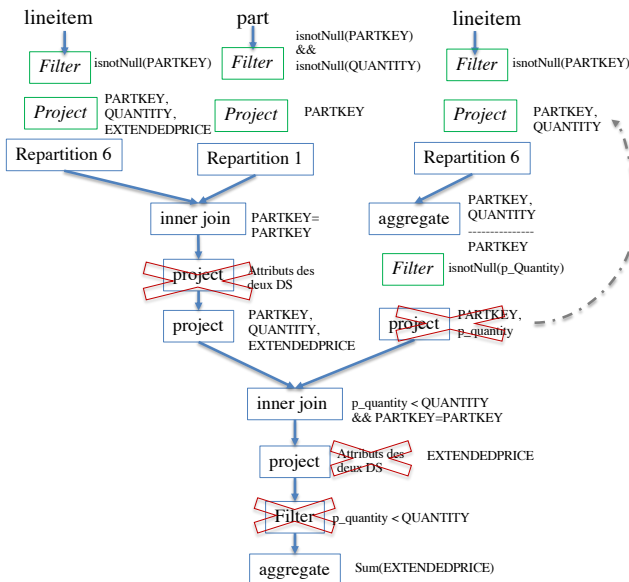 lineitem
part
lineitem
Filter
isnotNull(PARTKEY)
Filter
isnotNull(PARTKEY)
&&
isnotNull(QUANTITY)
Filter
isnotNull(PARTKEY)
Project
PARTKEY,
QUANTITY,
EXTENDEDPRICE
Project
PARTKEY
Project
PARTKEY,
QUANTITY
Repartition 6
Repartition 1
Repartition 6
inner join
PARTKEY=
PARTKEY
aggregate
PARTKEY,
QUANTITY
---------------
PARTKEY
project
Attributs des
deux DS
Filter
isnotNull(p_Quantity)
project
PARTKEY,
QUANTITY,
EXTENDEDPRICE
project
PARTKEY,
p_quantity
inner join
p_quantity < QUANTITY
&& PARTKEY=PARTKEY
project
Attributs des
deux DS
EXTENDEDPRICE
Filter
p_quantity < QUANTITY
aggregate
Sum(EXTENDEDPRICE)